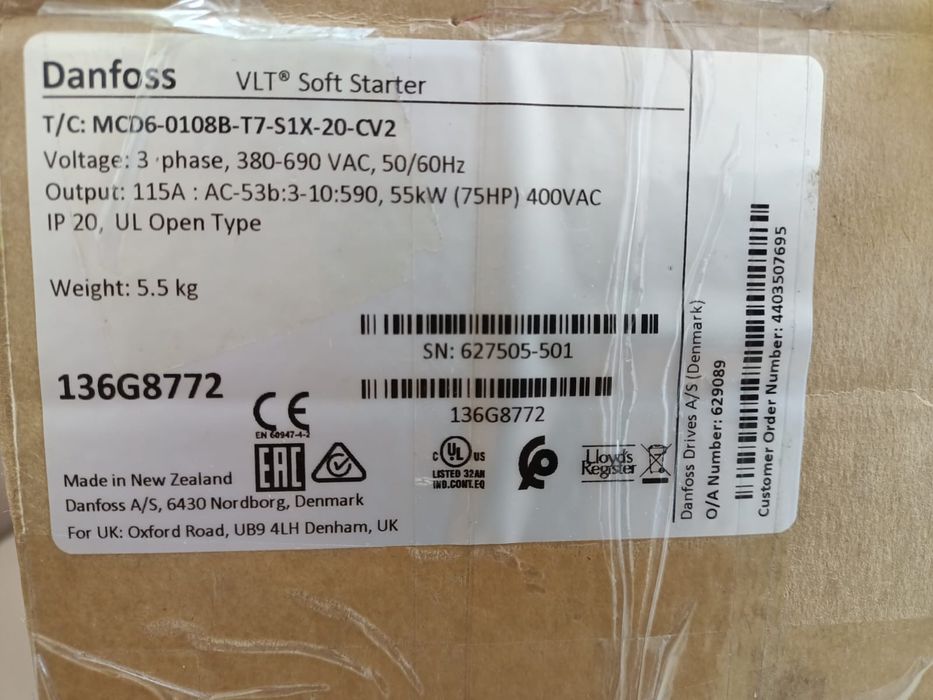 Danfoss VLT® Soft Starter
T/C: MCD6-0108B-T7-S1X-20-CV2
Voltage: 3 phase, 380-690 VAC, 50/60Hz
Output: 115A : AC-53b:3-10:590, 55kW (75HP) 400VAC
IP 20, UL Open Type
Weight: 5.5 kg
SN: 627505-501
136G8772
136G8772
CE
EN 60947-4-2
EAC
C UL US
LISTED 32AN
IND.CONT.EQ
Lloyd's
Register
Made in New Zealand
Danfoss A/S, 6430 Nordborg, Denmark
For UK: Oxford Road, UB9 4LH Denham, UK
Danfoss Drives A/S (Denmark)
O/A Number: 629089
Customer Order Number: 4403507695